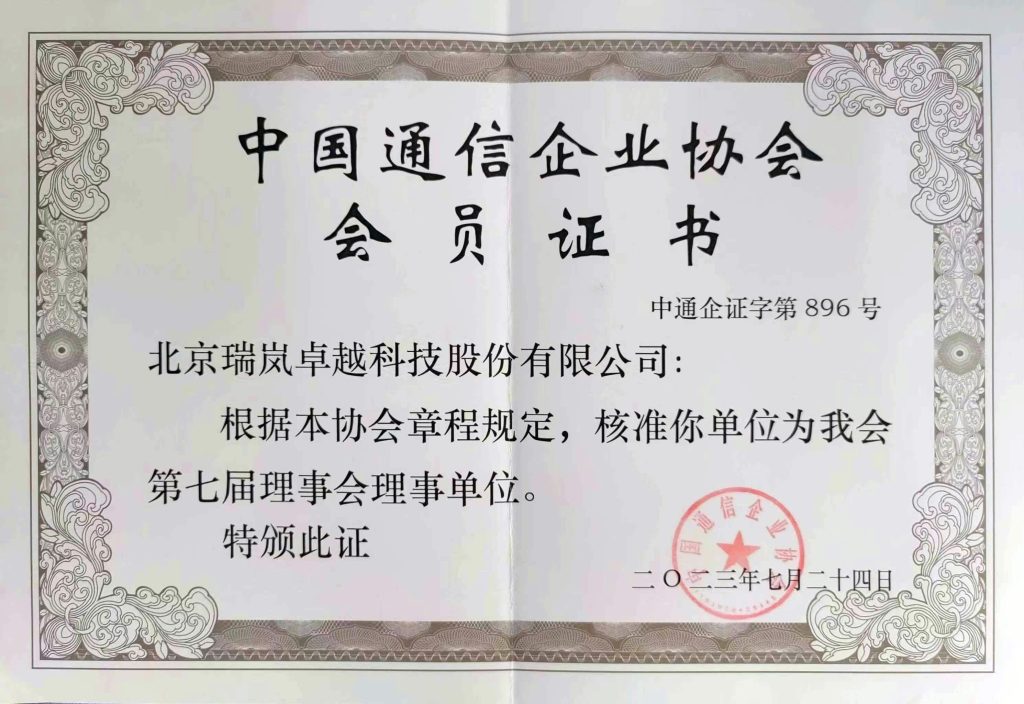 中国通信企业协会
会员证书
中通企证字第 896 号
北京瑞岚卓越科技股份有限公司：
根据本协会章程规定，核准你单位为我会
第七届理事会理事单位。
特颁此证
中国通信企业协会
二〇二三年七月二十四日